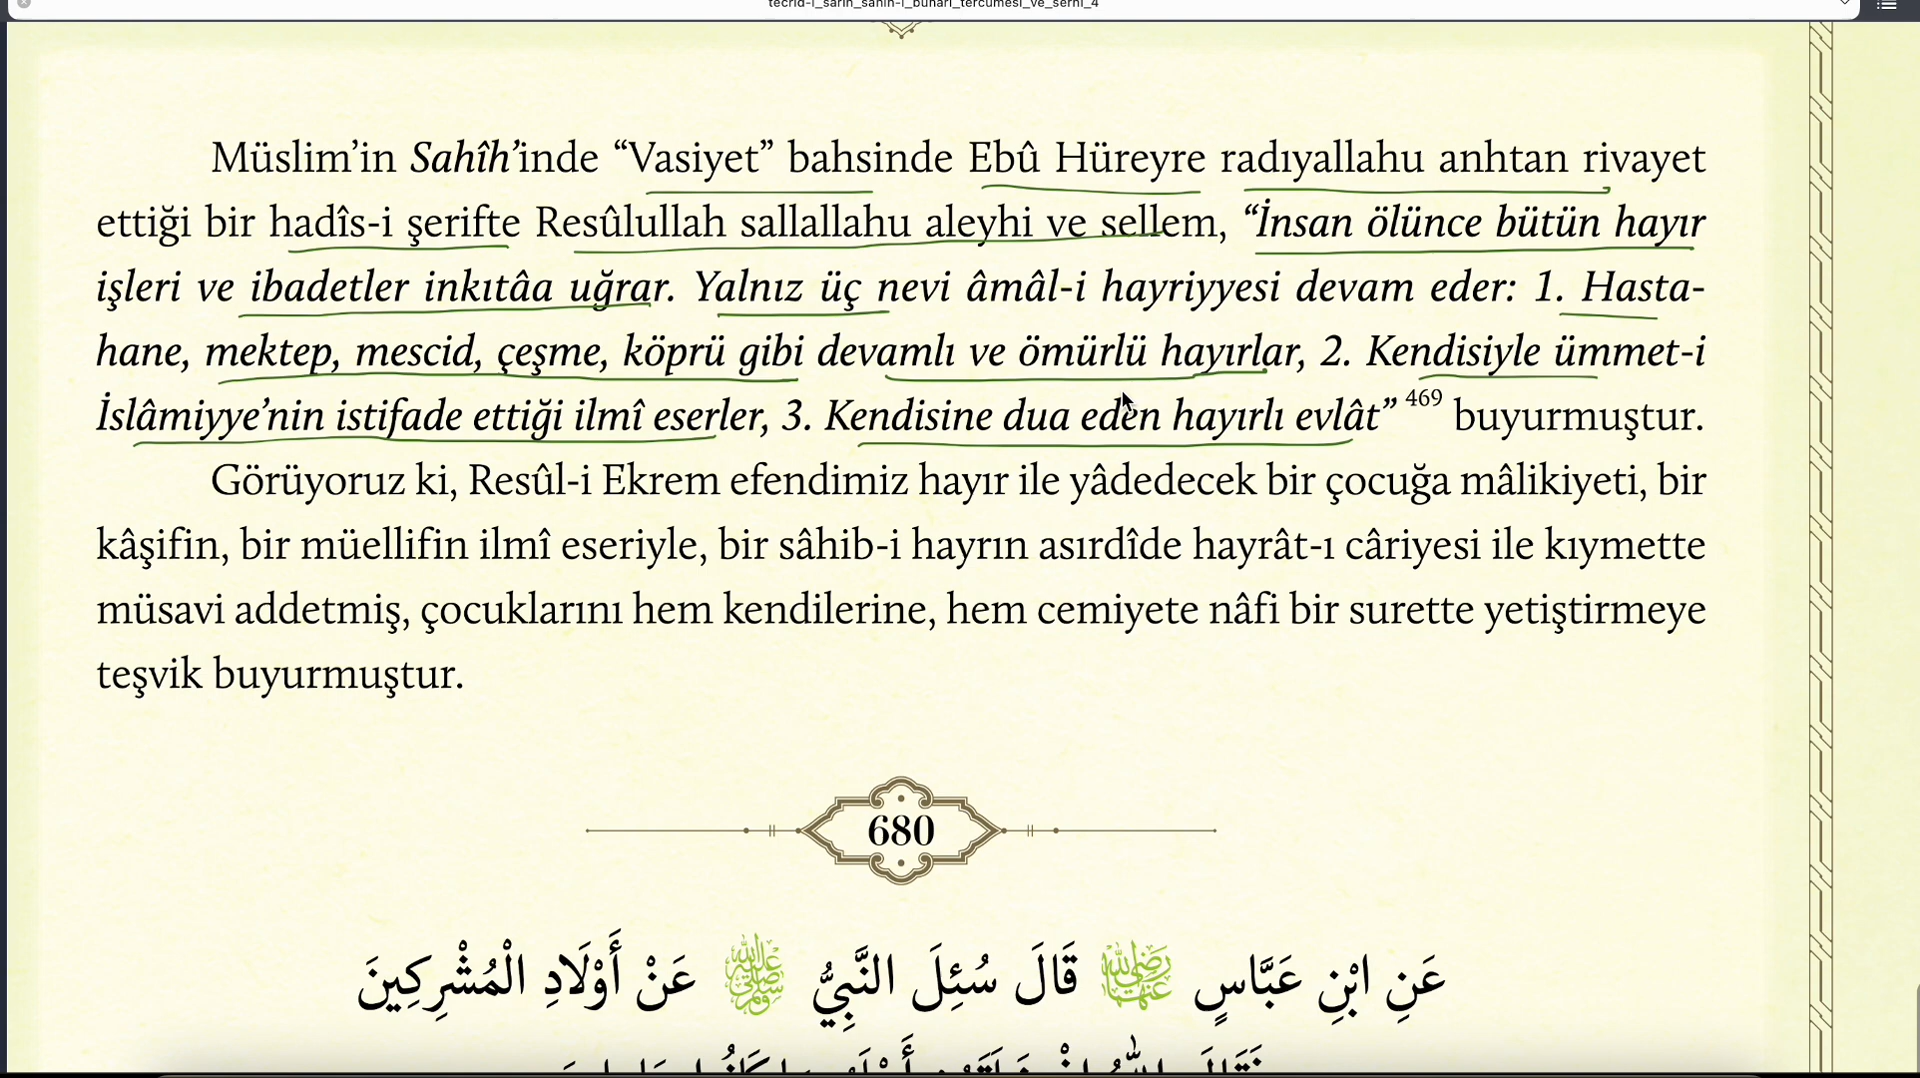 tecrid-i_sarih_sahih-i_buhari_tercumesi_ve_serhi_4
Müslim’in Sahîh’inde “Vasiyet” bahsinde Ebû Hüreyre radıyallahu anhtan rivayet
ettiği bir hadîs-i şerifte Resûlullah sallallahu aleyhi ve sellem, “İnsan ölünce bütün hayır
işleri ve ibadetler inkıtâa uğrar. Yalnız üç nevi âmâl-i hayriyyesi devam eder: 1. Hasta-
hane, mektep, mescid, çeşme, köprü gibi devamlı ve ömürlü hayırlar, 2. Kendisiyle ümmet-i
İslâmiyye’nin istifade ettiği ilmî eserler, 3. Kendisine dua eden hayırlı evlât” 469 buyurmuştur.
Görüyoruz ki, Resûl-i Ekrem efendimiz hayır ile yâdedecek bir çocuğa mâlikiyeti, bir
kâşifin, bir müellifin ilmî eseriyle, bir sâhib-i hayrın asırdîde hayrât-ı câriyesi ile kıymette
müsavi addetmiş, çocuklarını hem kendilerine, hem cemiyete nâfi bir surette yetiştirmeye
teşvik buyurmuştur.
680
عَنِ ابْنِ عَبَّاسٍ رَضِيَ اللهُ عَنْهُمَا قَالَ سُئِلَ النَّبِيُّ صَلَّى اللهُ عَلَيْهِ وَسَلَّمَ عَنْ أَوْلَادِ الْمُشْرِكِينَ